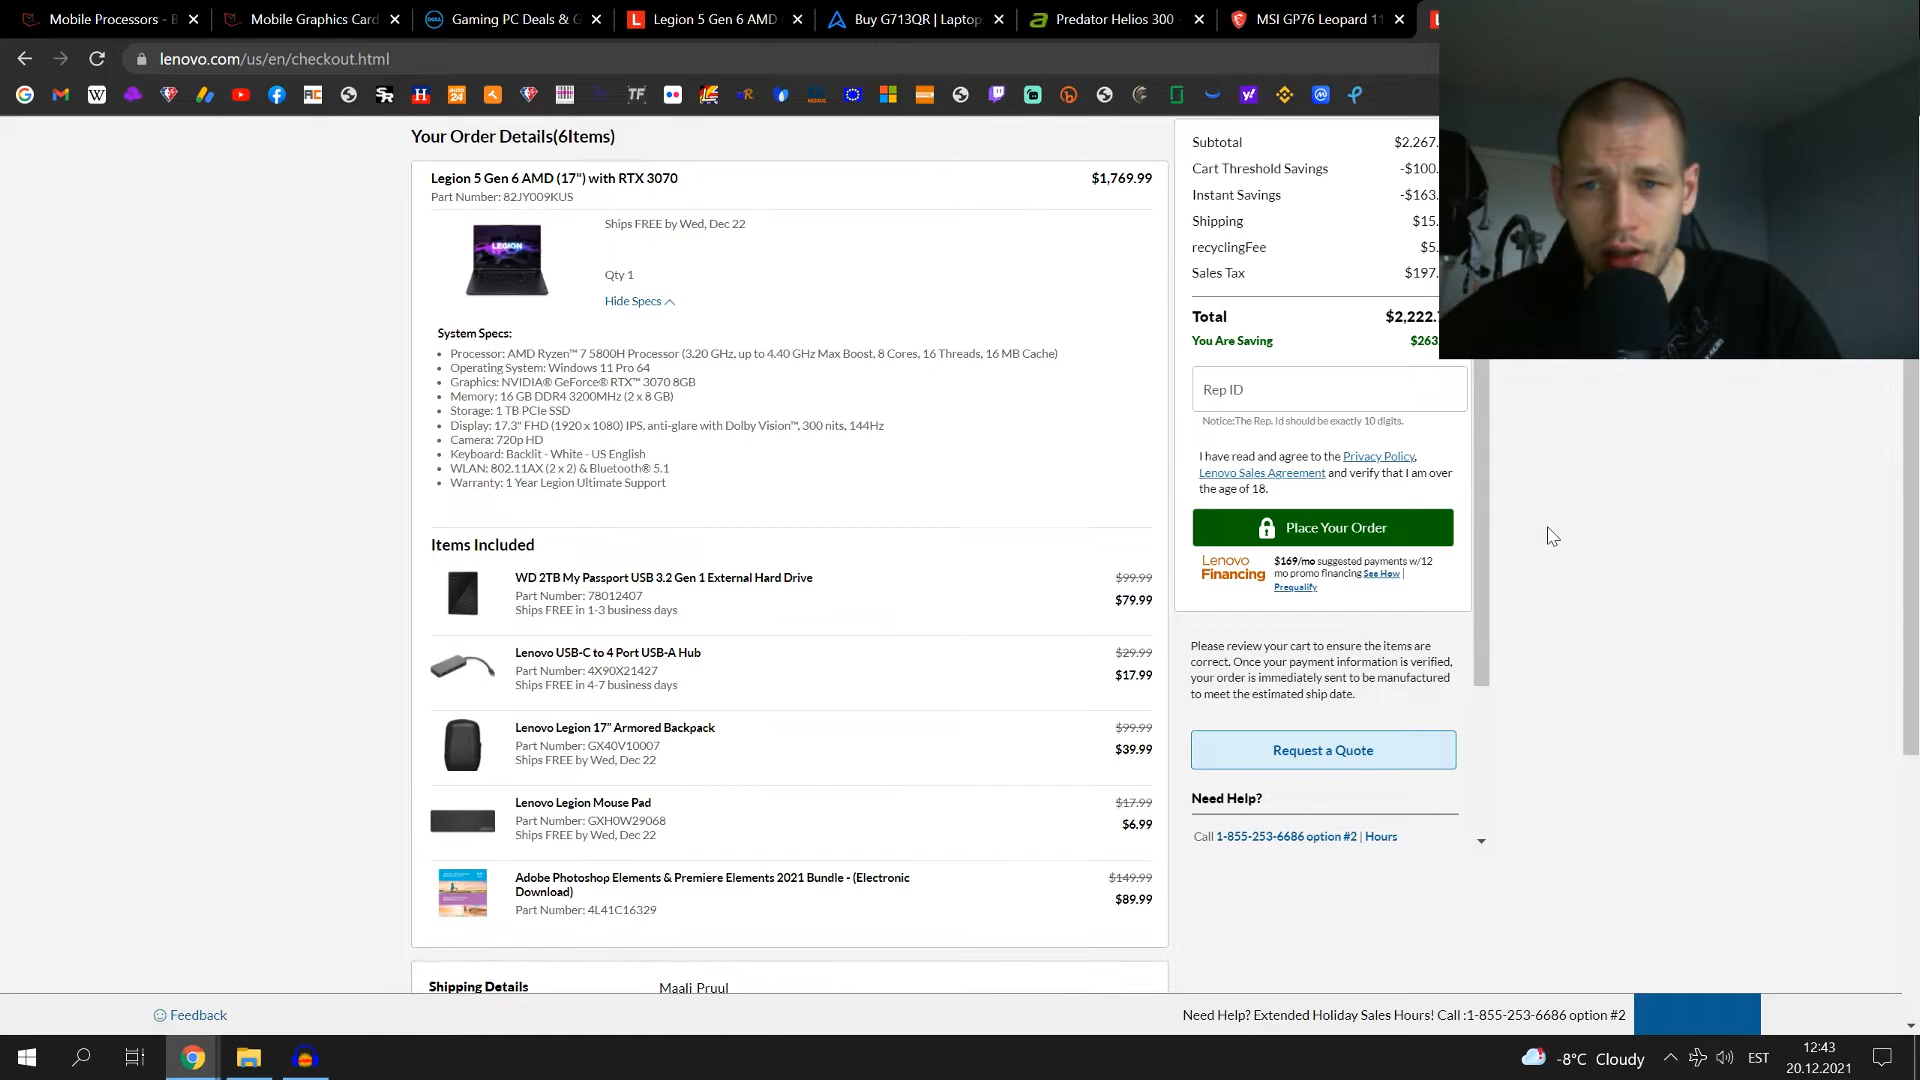 Mobile Processors - B
Mobile Graphics Card
Gaming PC Deals & G
Legion 5 Gen 6 AMD
Buy G713QR | Laptop
Predator Helios 300 -
MSI GP76 Leopard 11
lenovo.com/us/en/checkout.html
Your Order Details(6Items)
Legion 5 Gen 6 AMD (17") with RTX 3070
$1,769.99
Part Number: 82JY009KUS
LEGION
Ships FREE by Wed, Dec 22
Qty 1
Hide Specs
System Specs:
Processor: AMD Ryzen™ 7 5800H Processor (3.20 GHz, up to 4.40 GHz Max Boost, 8 Cores, 16 Threads, 16 MB Cache)
Operating System: Windows 11 Pro 64
Graphics: NVIDIA® GeForce® RTX™ 3070 8GB
Memory: 16 GB DDR4 3200MHz (2 x 8 GB)
Storage: 1 TB PCIe SSD
Display: 17.3" FHD (1920 x 1080) IPS, anti-glare with Dolby Vision™, 300 nits, 144Hz
Camera: 720p HD
Keyboard: Backlit - White - US English
WLAN: 802.11AX (2 x 2) & Bluetooth® 5.1
Warranty: 1 Year Legion Ultimate Support
Items Included
WD 2TB My Passport USB 3.2 Gen 1 External Hard Drive
$99.99
Part Number: 78012407
$79.99
Ships FREE in 1-3 business days
Lenovo USB-C to 4 Port USB-A Hub
$29.99
Part Number: 4X90X21427
$17.99
Ships FREE in 4-7 business days
Lenovo Legion 17” Armored Backpack
$99.99
Part Number: GX40V10007
$39.99
Ships FREE by Wed, Dec 22
Lenovo Legion Mouse Pad
$17.99
Part Number: GXH0W29068
$6.99
Ships FREE by Wed, Dec 22
Adobe Photoshop Elements & Premiere Elements 2021 Bundle - (Electronic
Download)
$149.99
$89.99
Part Number: 4L41C16329
Shipping Details
Maali Pruul
Subtotal $2,267.
Cart Threshold Savings -$100.
Instant Savings -$163.
Shipping $15.
recyclingFee $5.
Sales Tax $197.
Total $2,222.
You Are Saving $263
Rep ID
Notice:The Rep. Id should be exactly 10 digits.
I have read and agree to the Privacy Policy,
Lenovo Sales Agreement and verify that I am over
the age of 18.
Place Your Order
Lenovo
Financing
$169/mo suggested payments w/12
mo promo financing See How |
Prequalify
Please review your cart to ensure the items are
correct. Once your payment information is verified,
your order is immediately sent to be manufactured
to meet the estimated ship date.
Request a Quote
Need Help?
Call 1-855-253-6686 option #2 | Hours
Feedback
Need Help? Extended Holiday Sales Hours! Call :1-855-253-6686 option #2
-8°C Cloudy
EST
12:43
20.12.2021